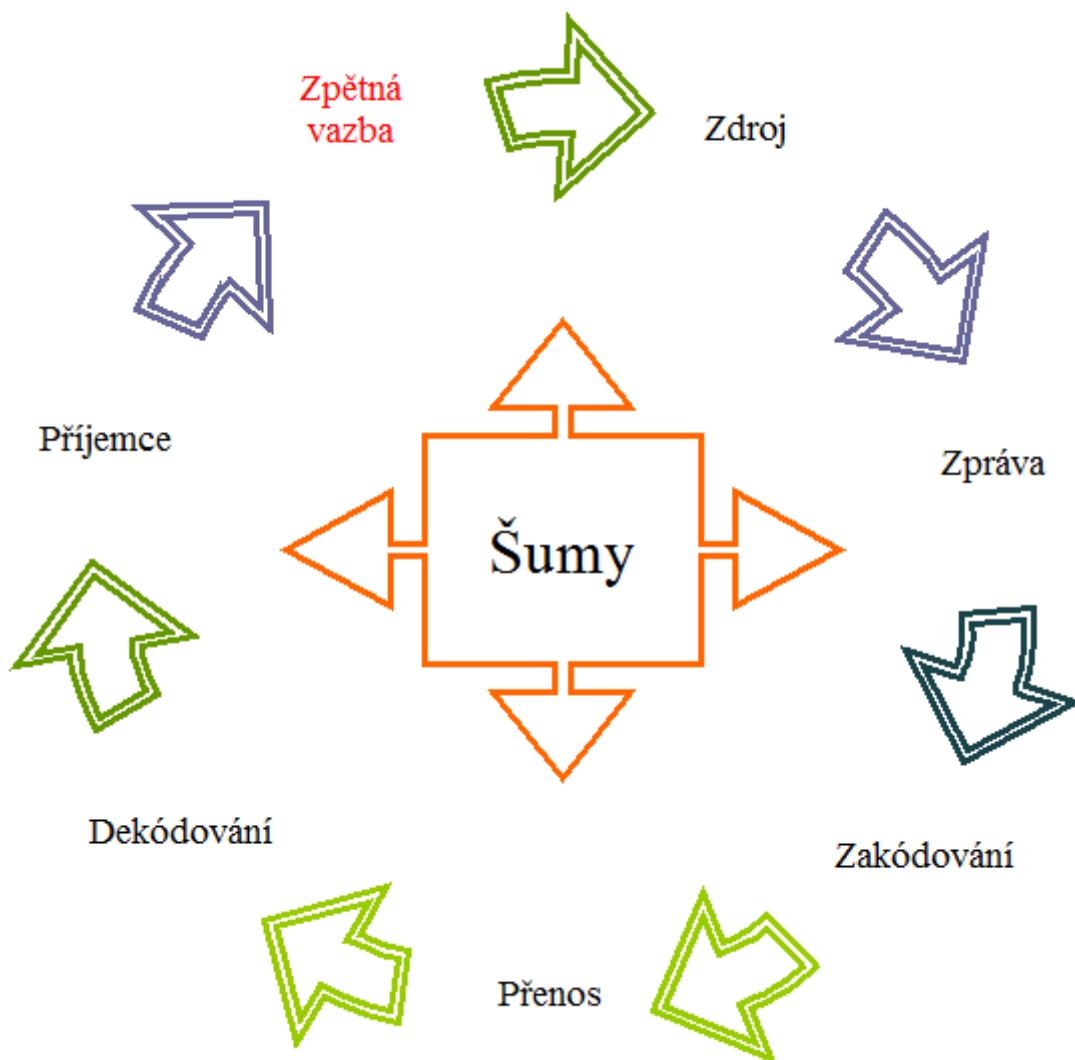 Zpětná
vazba
Zdroj
Příjemce
Zpráva
Šumy
Dekódování
Zakódování
Přenos